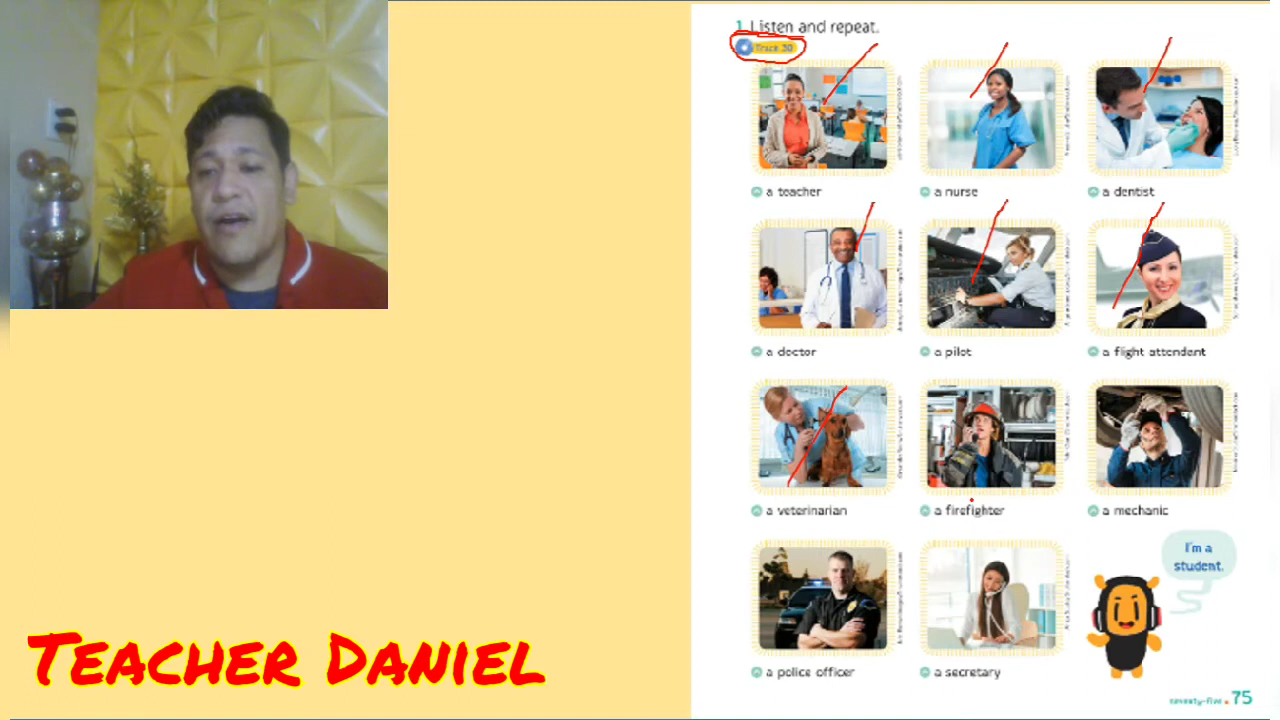 1 Listen and repeat.
Track 30
a teacher
a nurse
a dentist
a doctor
a pilot
a flight attendant
a veterinarian
a firefighter
a mechanic
I'm a
student.
a police officer
a secretary
TEACHER DANIEL
seventy-five 75